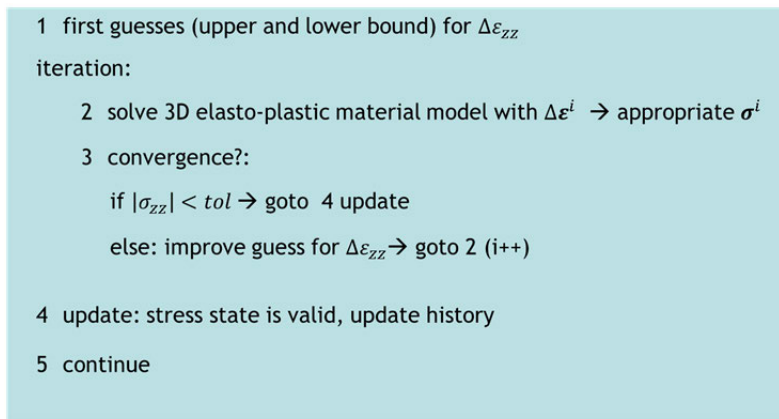 1 first guesses (upper and lower bound) for Δε_zz
iteration:
2 solve 3D elasto-plastic material model with Δ𝜺^i → appropriate 𝝈^i
3 convergence?:
if |σ_zz| < tol → goto 4 update
else: improve guess for Δε_zz → goto 2 (i++)
4 update: stress state is valid, update history
5 continue